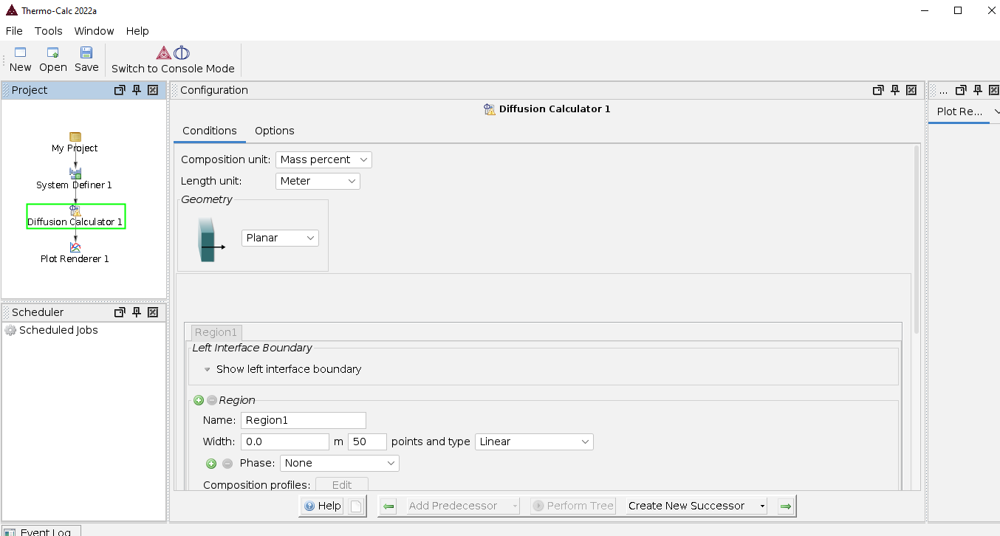 Thermo-Calc 2022a
File Tools Window Help
New Open Save Switch to Console Mode
Project
My Project
System Definer 1
Diffusion Calculator 1
Plot Renderer 1
Scheduler
Scheduled Jobs
Configuration
Diffusion Calculator 1
Conditions Options
Composition unit: Mass percent
Length unit: Meter
Geometry
Planar
Region1
Left Interface Boundary
Show left interface boundary
Region
Name: Region1
Width: 0.0 m 50 points and type Linear
Phase: None
Composition profiles: Edit
Help Add Predecessor Perform Tree Create New Successor
...
Plot Re...
Event Log